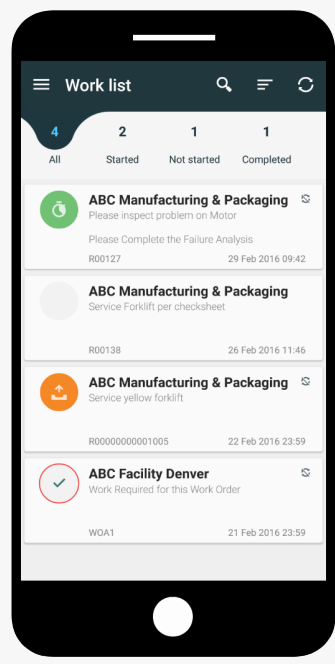 Work list
4 2 1 1
All Started Not started Completed
ABC Manufacturing & Packaging
Please inspect problem on Motor
Please Complete the Failure Analysis
R00127 29 Feb 2016 09:42
ABC Manufacturing & Packaging
Service Forklift per checksheet
R00138 26 Feb 2016 11:46
ABC Manufacturing & Packaging
Service yellow forklift
R00000000001005 22 Feb 2016 23:59
ABC Facility Denver
Work Required for this Work Order
WOA1 21 Feb 2016 23:59